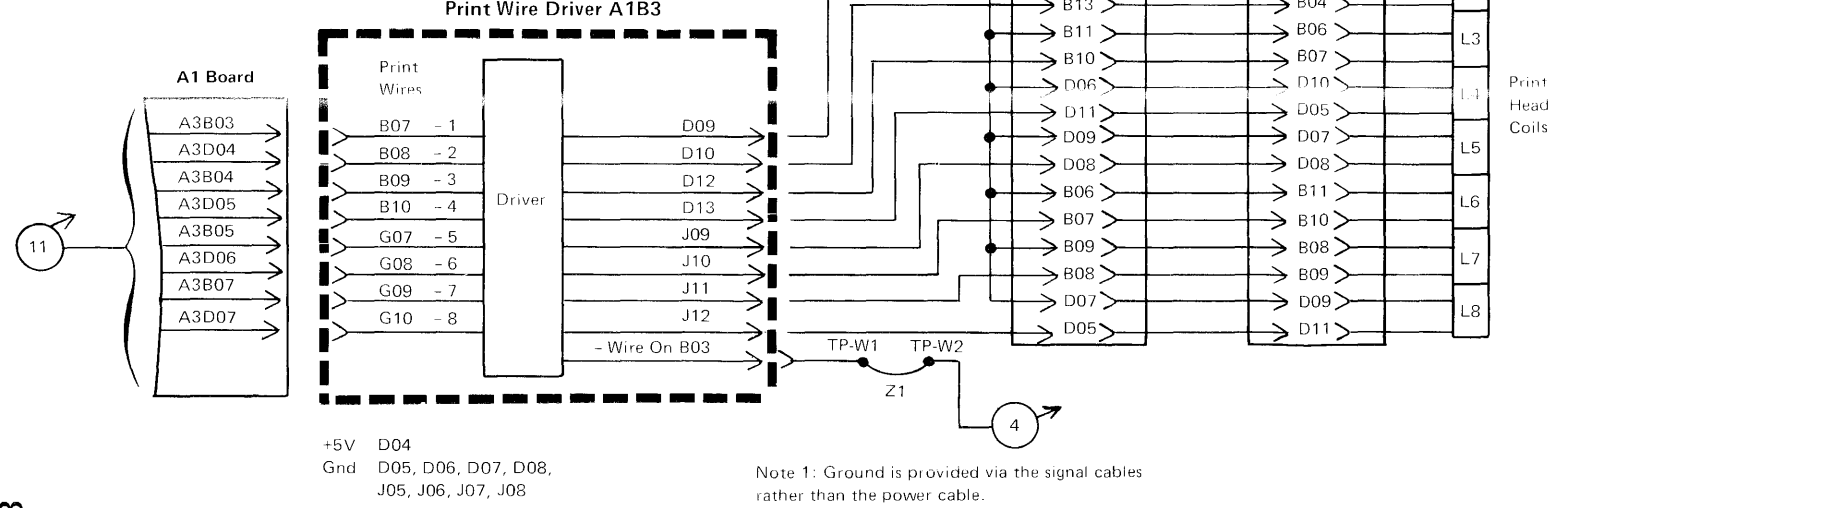 Print Wire Driver A1B3
A1 Board
A3B03
A3D04
A3B04
A3D05
A3B05
A3D06
A3B07
A3D07
11
Print
Wires
B07 - 1
B08 - 2
B09 - 3
B10 - 4
G07 - 5
G08 - 6
G09 - 7
G10 - 8
Driver
D09
D10
D12
D13
J09
J10
J11
J12
- Wire On B03
TP-W1 TP-W2
Z1
4
B13
B11
B10
D06
D11
D09
D08
B06
B07
B09
B08
D07
D05
B04
B06
B07
D10
D05
D07
D08
B11
B10
B08
B09
D09
D11
L3
L4
L5
L6
L7
L8
Print
Head
Coils
+5V D04
Gnd D05, D06, D07, D08,
J05, J06, J07, J08
Note 1: Ground is provided via the signal cables
rather than the power cable.